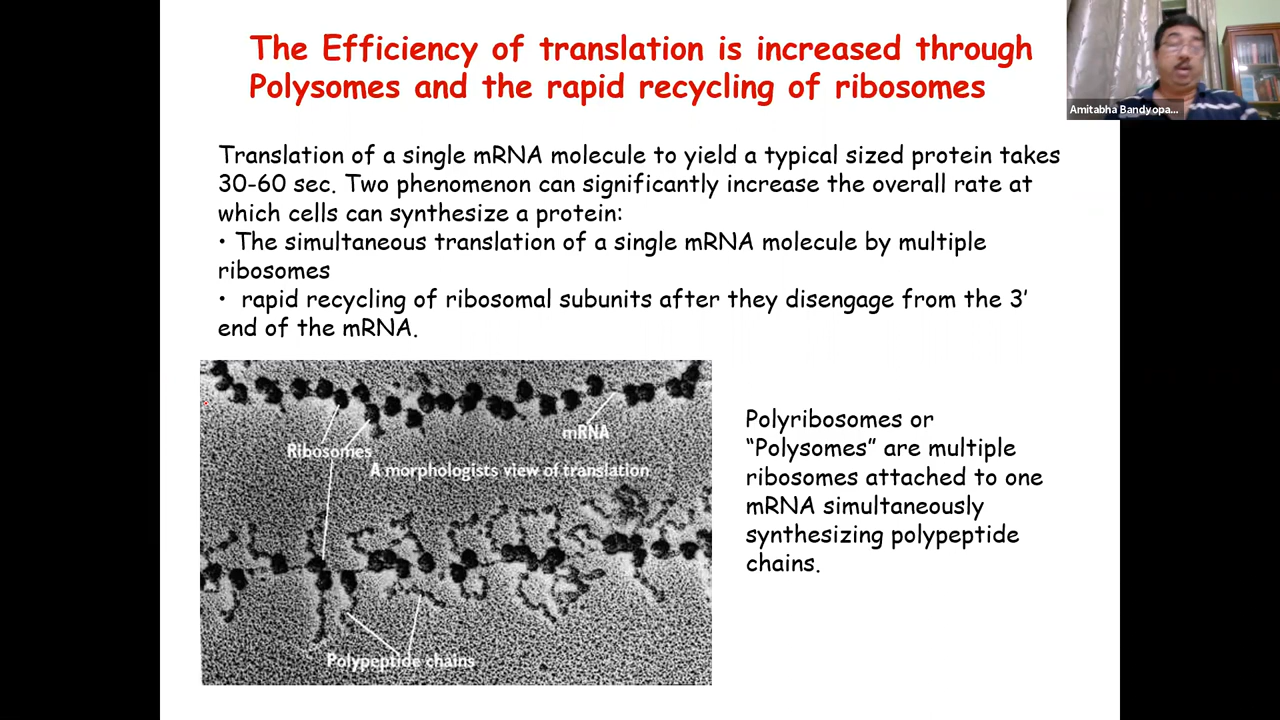 The Efficiency of translation is increased through
Polysomes and the rapid recycling of ribosomes
Amitabha Bandyopa...
Translation of a single mRNA molecule to yield a typical sized protein takes
30-60 sec. Two phenomenon can significantly increase the overall rate at
which cells can synthesize a protein:
• The simultaneous translation of a single mRNA molecule by multiple
ribosomes
• rapid recycling of ribosomal subunits after they disengage from the 3’
end of the mRNA.
mRNA
Ribosomes
A morphologists view of translation
Polypeptide chains
Polyribosomes or
“Polysomes” are multiple
ribosomes attached to one
mRNA simultaneously
synthesizing polypeptide
chains.